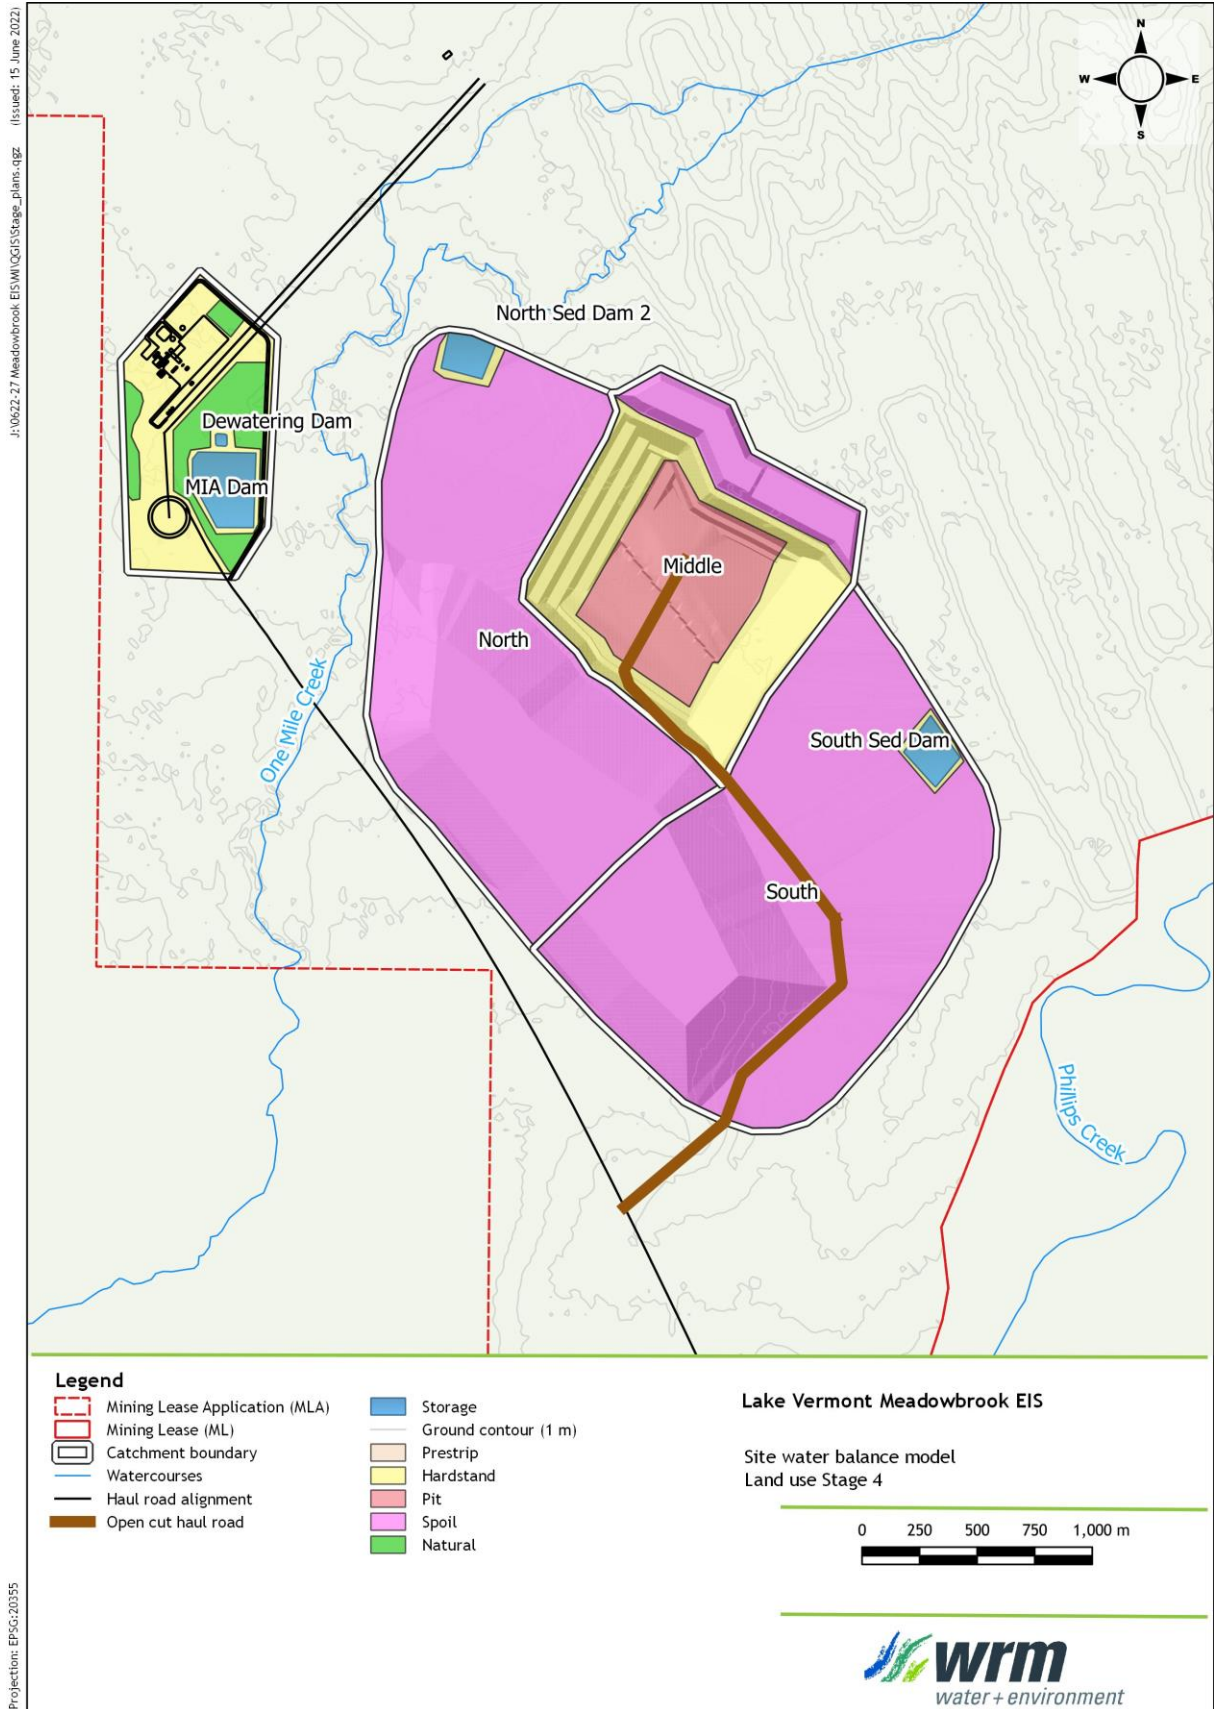 J:\0622-27 Meadowbrook EIS\WI\QGIS\Stage_plans.qgz (Issued: 15 June 2022)
N
W
E
S
North Sed Dam 2
Dewatering Dam
MIA Dam
Middle
North
One Mile Creek
South Sed Dam
South
Phillips Creek
Legend
Mining Lease Application (MLA)
Mining Lease (ML)
Catchment boundary
Watercourses
Haul road alignment
Open cut haul road
Storage
Ground contour (1 m)
Prestrip
Hardstand
Pit
Spoil
Natural
Lake Vermont Meadowbrook EIS
Site water balance model
Land use Stage 4
0 250 500 750 1,000 m
Projection: EPSG:20355
wrm
water + environment